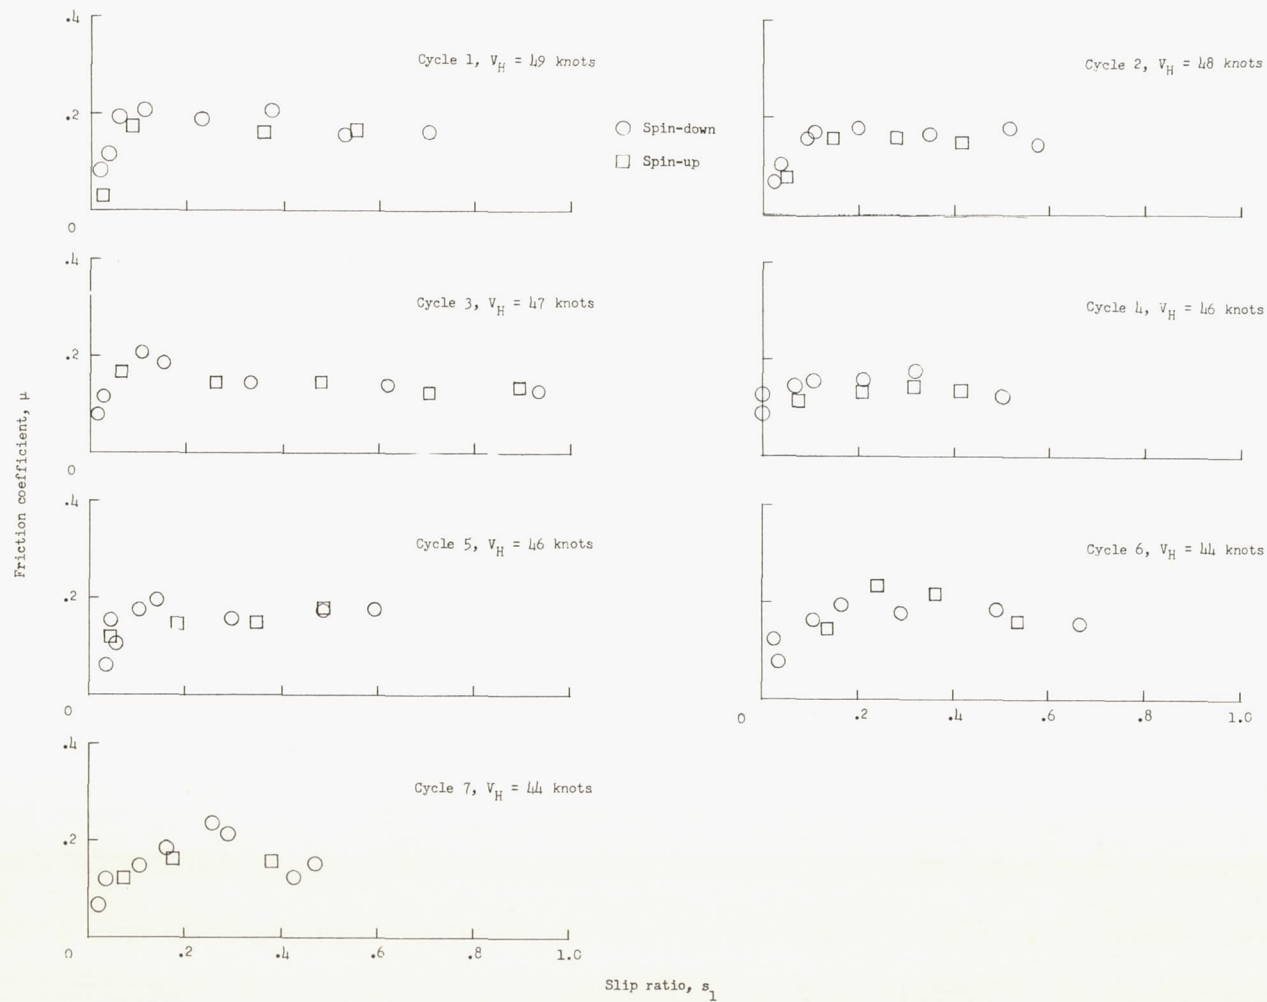 .4
Cycle 1, V_H = 49 knots
.2
0
Spin-down
Spin-up
Cycle 2, V_H = 48 knots
.4
Cycle 3, V_H = 47 knots
.2
0
Cycle 4, V_H = 46 knots
Friction coefficient, μ
.4
Cycle 5, V_H = 46 knots
.2
0
Cycle 6, V_H = 44 knots
0 .2 .4 .6 .8 1.0
.4
Cycle 7, V_H = 44 knots
.2
0 .2 .4 .6 .8 1.0
Slip ratio, s_1